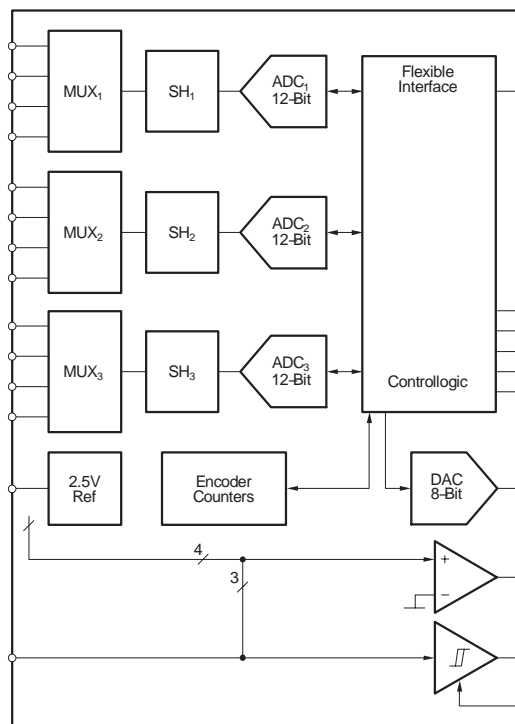 MUX1
SH1
ADC1
12–Bit
Flexible
Interface
MUX2
SH2
ADC2
12–Bit
MUX3
SH3
ADC3
12–Bit
Controllogic
2.5V
Ref
Encoder
Counters
DAC
8–Bit
4
3
+
−